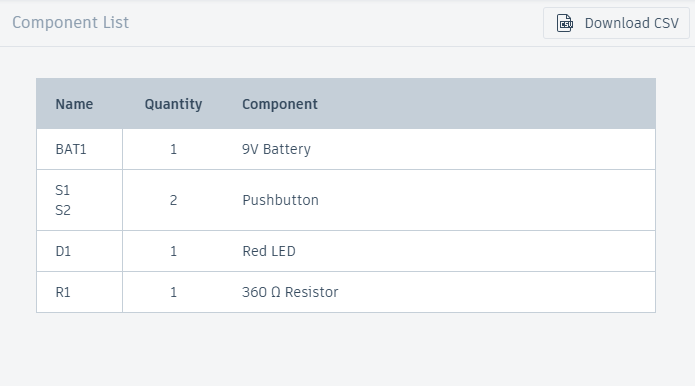 Component List
Download CSV
Name Quantity Component
BAT1 1 9V Battery
S1
S2
2 Pushbutton
D1 1 Red LED
R1 1 360 Ω Resistor